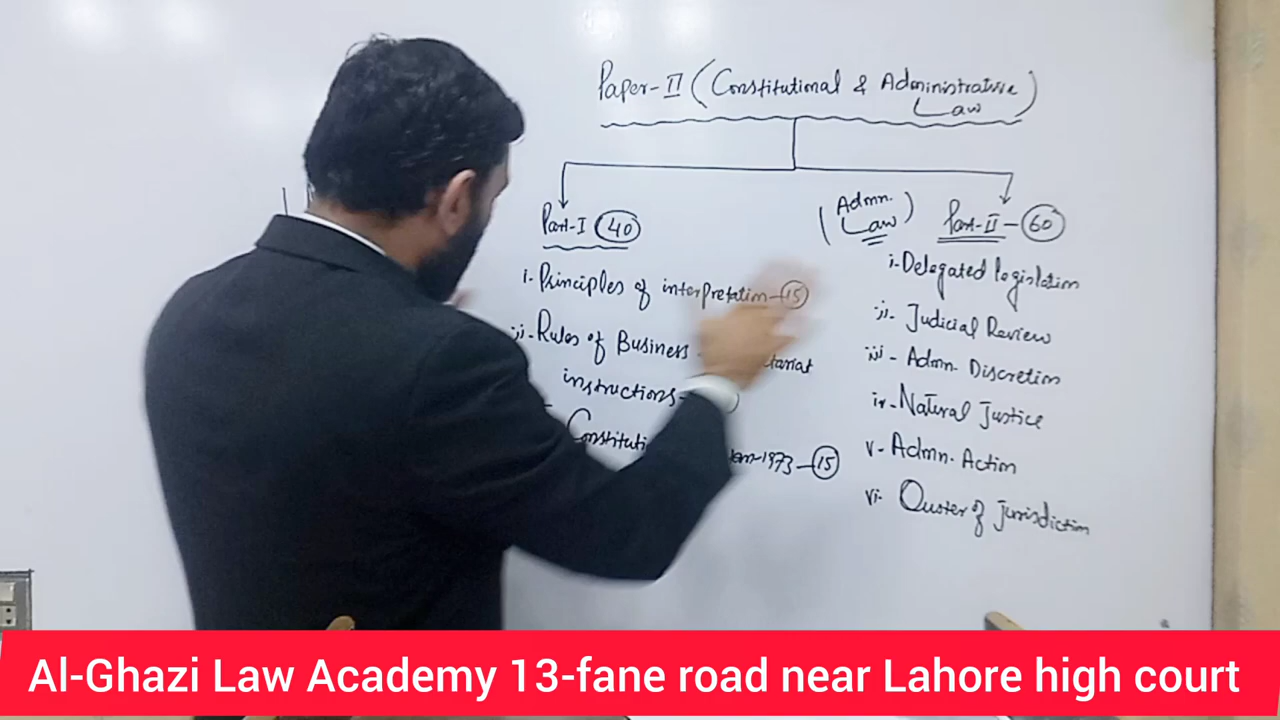 Paper-II (Constitutional & Administrative
Law)
Part-I (40)
i. Principles of interpretation-(15)
ii. Rules of Business
instructions-
1973-(15)
(Admn.
Law)
Part-II-(60)
i. Delegated legislation
ii. Judicial Review
iii- Admn. Discretion
iv- Natural Justice
v- Admn. Action
vi- Ouster of Jurisdiction
Al-Ghazi Law Academy 13-fane road near Lahore high court